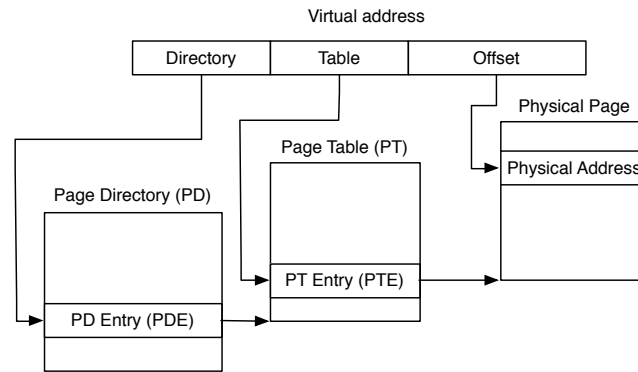 Virtual address
Directory
Table
Offset
Physical Page
Page Table (PT)
Physical Address
Page Directory (PD)
PT Entry (PTE)
PD Entry (PDE)